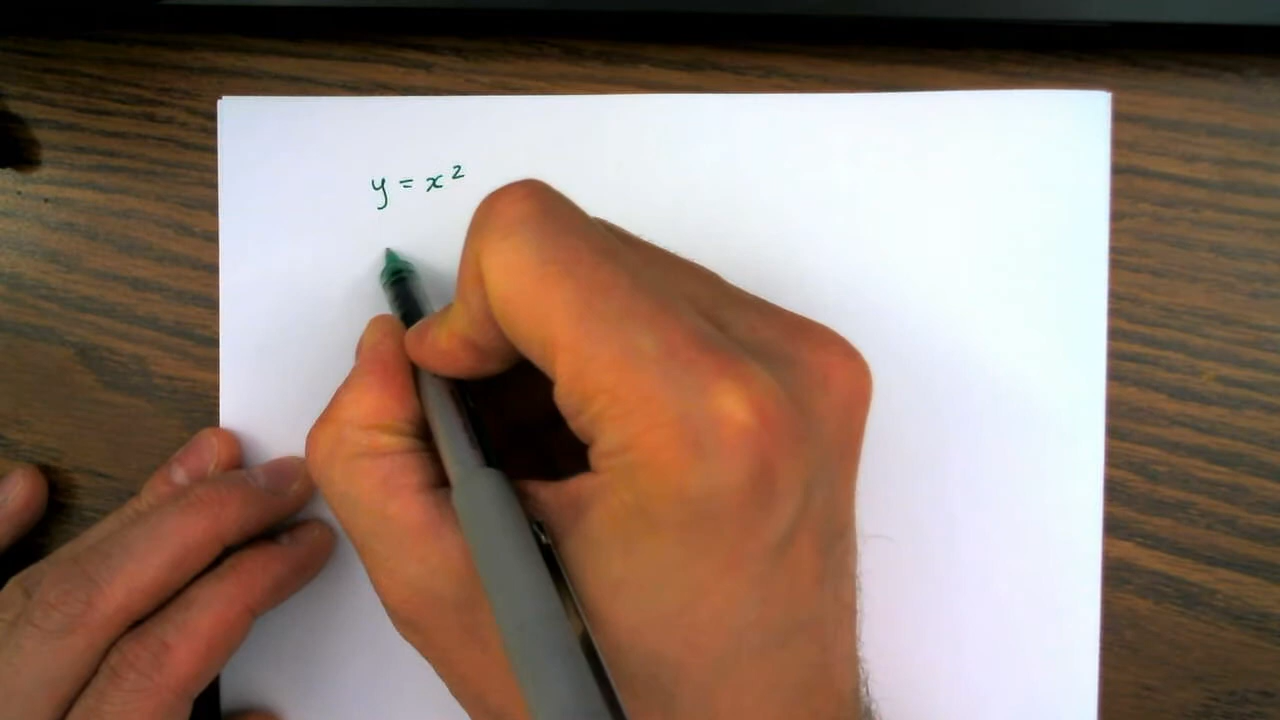 y = x²